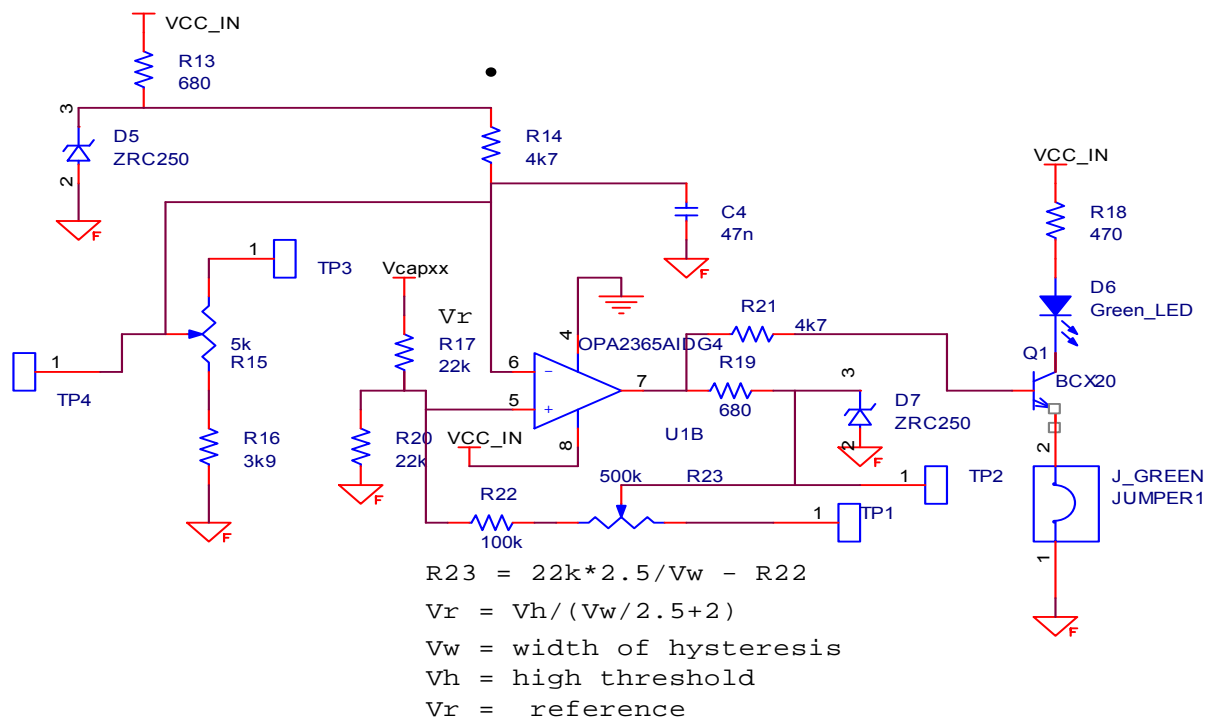 VCC_IN
R13
680
3
D5
ZRC250
2
F
R14
4k7
C4
47n
F
VCC_IN
R18
470
D6
Green_LED
1
TP3
Vcapxx
Vr
R17
22k
5k
R15
1
TP4
R16
3k9
F
4
OPA2365AIDG4
6
5
7
8
U1B
R21
4k7
R19
680
3
D7
ZRC250
2
F
Q1
BCX20
R20
22k
F
VCC_IN
R22
100k
500k
R23
1
TP2
1
TP1
2
J_GREEN
JUMPER1
1
F
R23 = 22k*2.5/Vw - R22
Vr = Vh/(Vw/2.5+2)
Vw = width of hysteresis
Vh = high threshold
Vr = reference